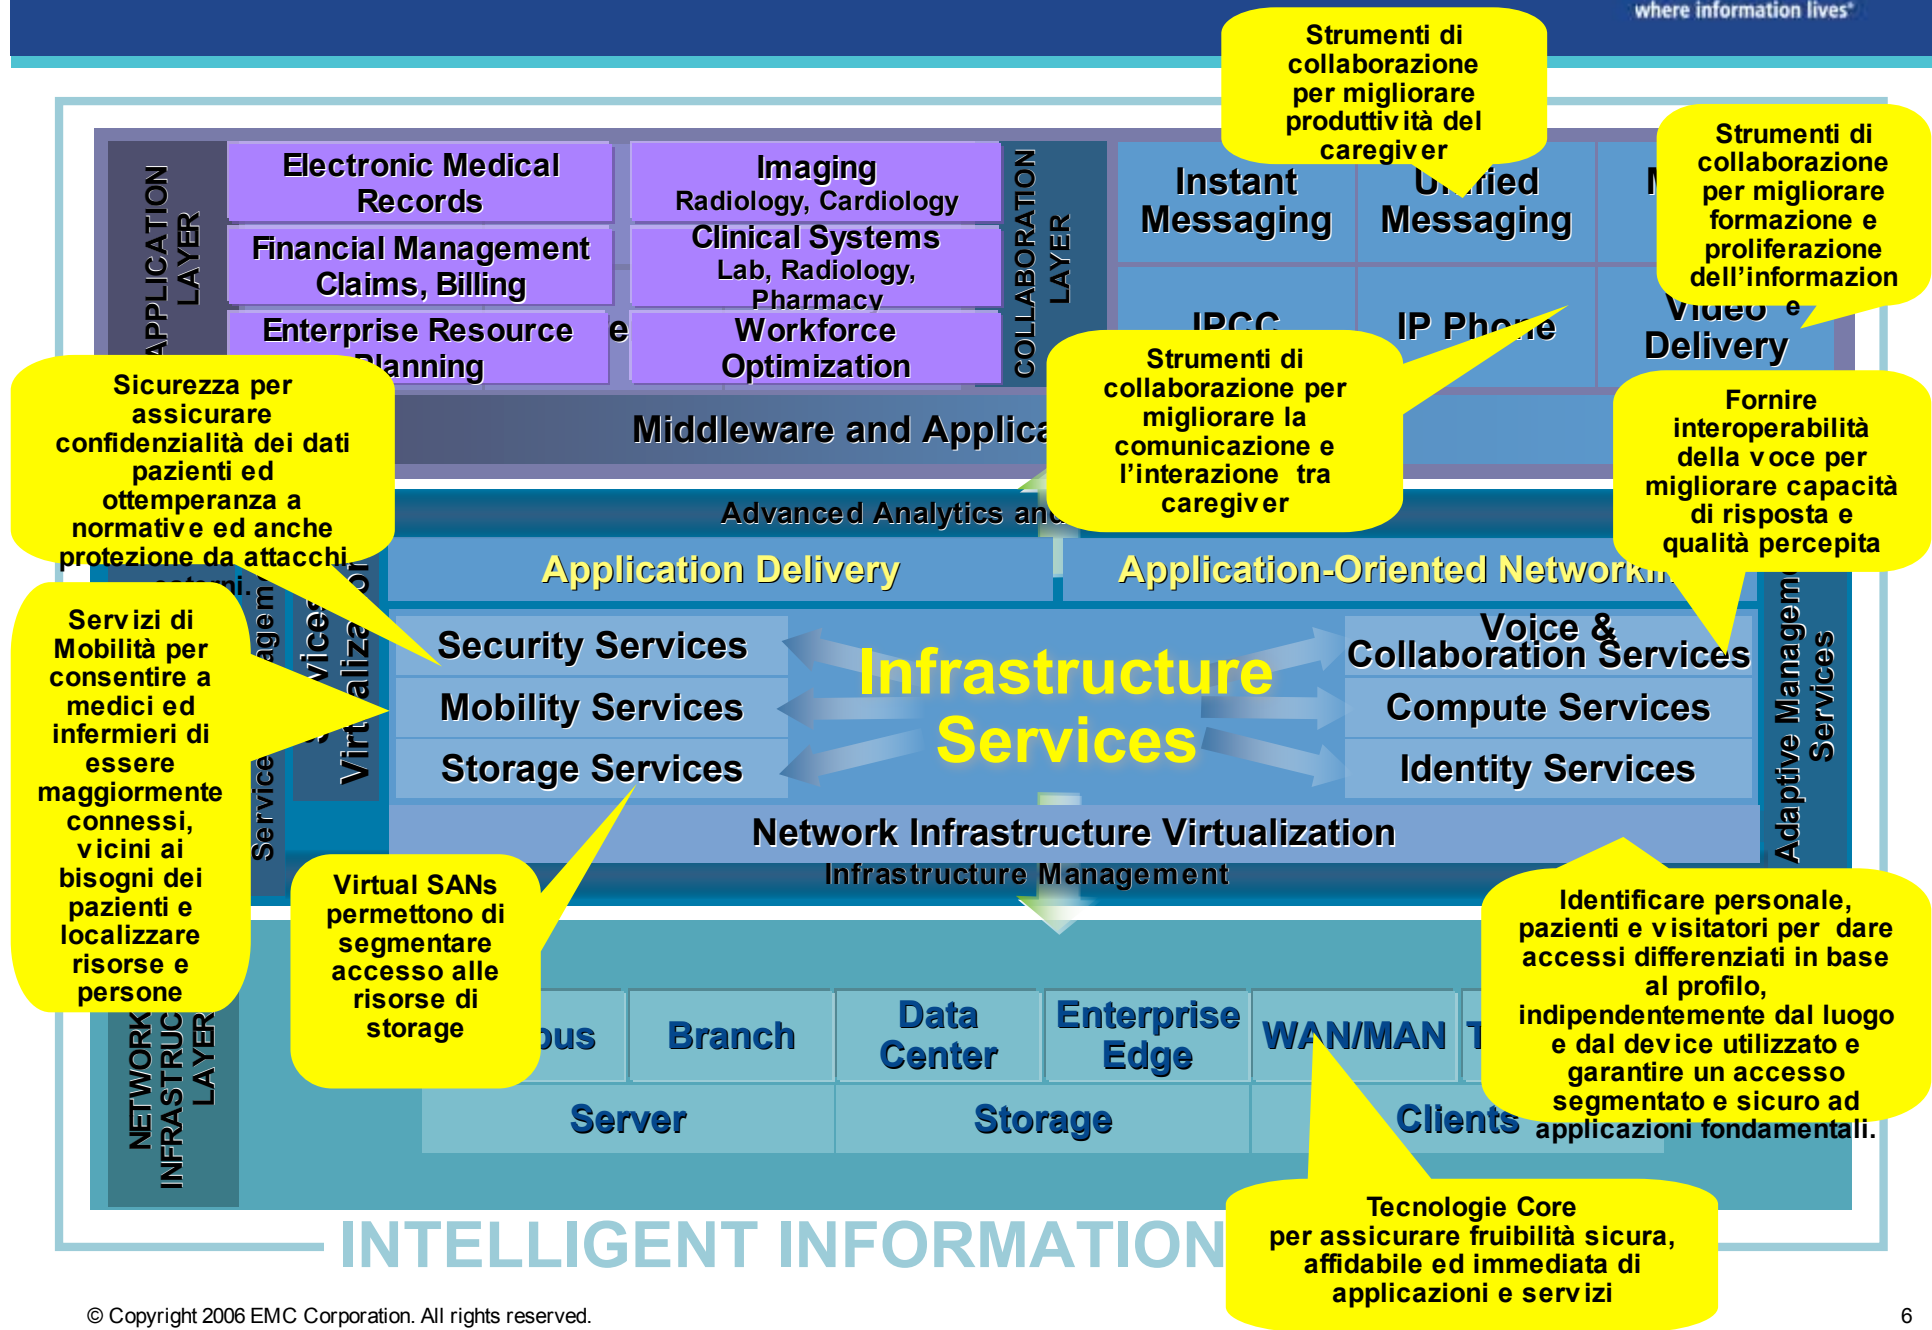 where information lives®
Strumenti di
collaborazione
per migliorare
produttività del
caregiver
Strumenti di
collaborazione
per migliorare
formazione e
proliferazione
dell'informazion
e
APPLICATION
LAYER
Electronic Medical
Records
Imaging
Radiology, Cardiology
Financial Management
Claims, Billing
Clinical Systems
Lab, Radiology,
Pharmacy
Enterprise Resource
Planning
Workforce
Optimization
COLLABORATION
LAYER
Instant
Messaging
Unified
Messaging
IPCC
IP Phone
Video
Delivery
Strumenti di
collaborazione per
migliorare la
comunicazione e
l'interazione tra
caregiver
Sicurezza per
assicurare
confidenzialità dei dati
pazienti ed
ottemperanza a
normative ed anche
protezione da attacchi
esterni.
Middleware and
Fornire
interoperabilità
della voce per
migliorare capacità
di risposta e
qualità percepita
Advanced Analytics and
Application Delivery
Application-Oriented
Servizi di
Mobilità per
consentire a
medici ed
infermieri di
essere
maggiormente
connessi,
vicini ai
bisogni dei
pazienti e
localizzare
risorse e
persone
Service
Security Services
Mobility Services
Storage Services
Infrastructure
Services
Voice &
Collaboration Services
Compute Services
Identity Services
Adaptive
Services
Network Infrastructure Virtualization
Infrastructure Management
Virtual SANs
permettono di
segmentare
accesso alle
risorse di
storage
Identificare personale,
pazienti e visitatori per dare
accessi differenziati in base
al profilo,
indipendentemente dal luogo
e dal device utilizzato e
garantire un accesso
segmentato e sicuro ad
applicazioni fondamentali.
NETWORK
LAYER
Branch
Data
Center
Enterprise
Edge
WAN/MAN
Server
Storage
Clients
Tecnologie Core
per assicurare fruibilità sicura,
affidabile ed immediata di
applicazioni e servizi
INTELLIGENT INFORMATION
© Copyright 2006 EMC Corporation. All rights reserved.
6